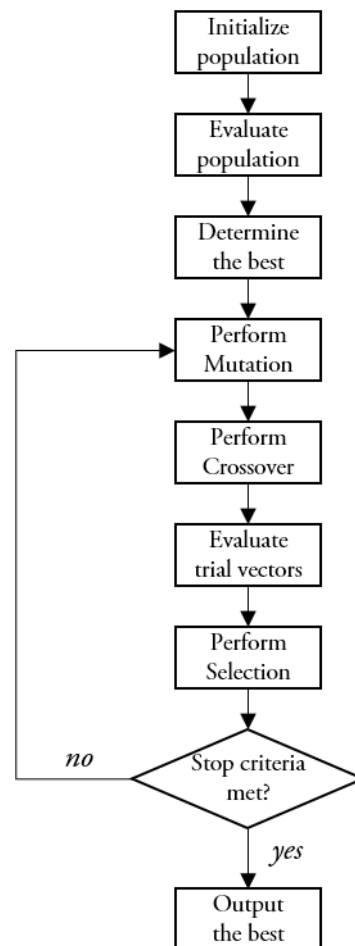 Initialize
population
Evaluate
population
Determine
the best
Perform
Mutation
Perform
Crossover
Evaluate
trial vectors
Perform
Selection
Stop criteria
met?
no
yes
Output
the best